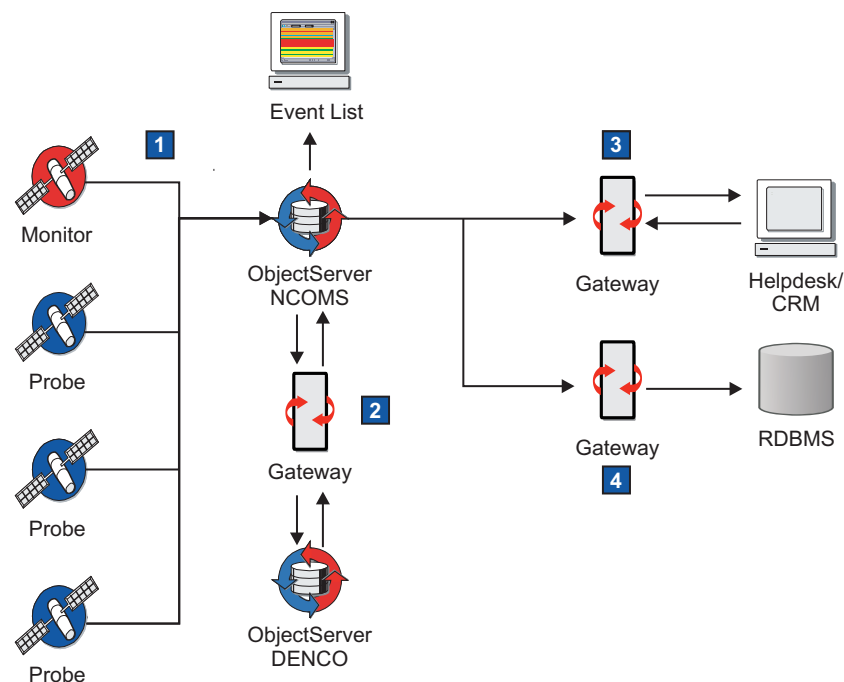 Event List
1
3
Monitor
ObjectServer
NCOMS
Gateway
Helpdesk/
CRM
Probe
2
Gateway
Gateway
4
RDBMS
Probe
ObjectServer
DENCO
Probe